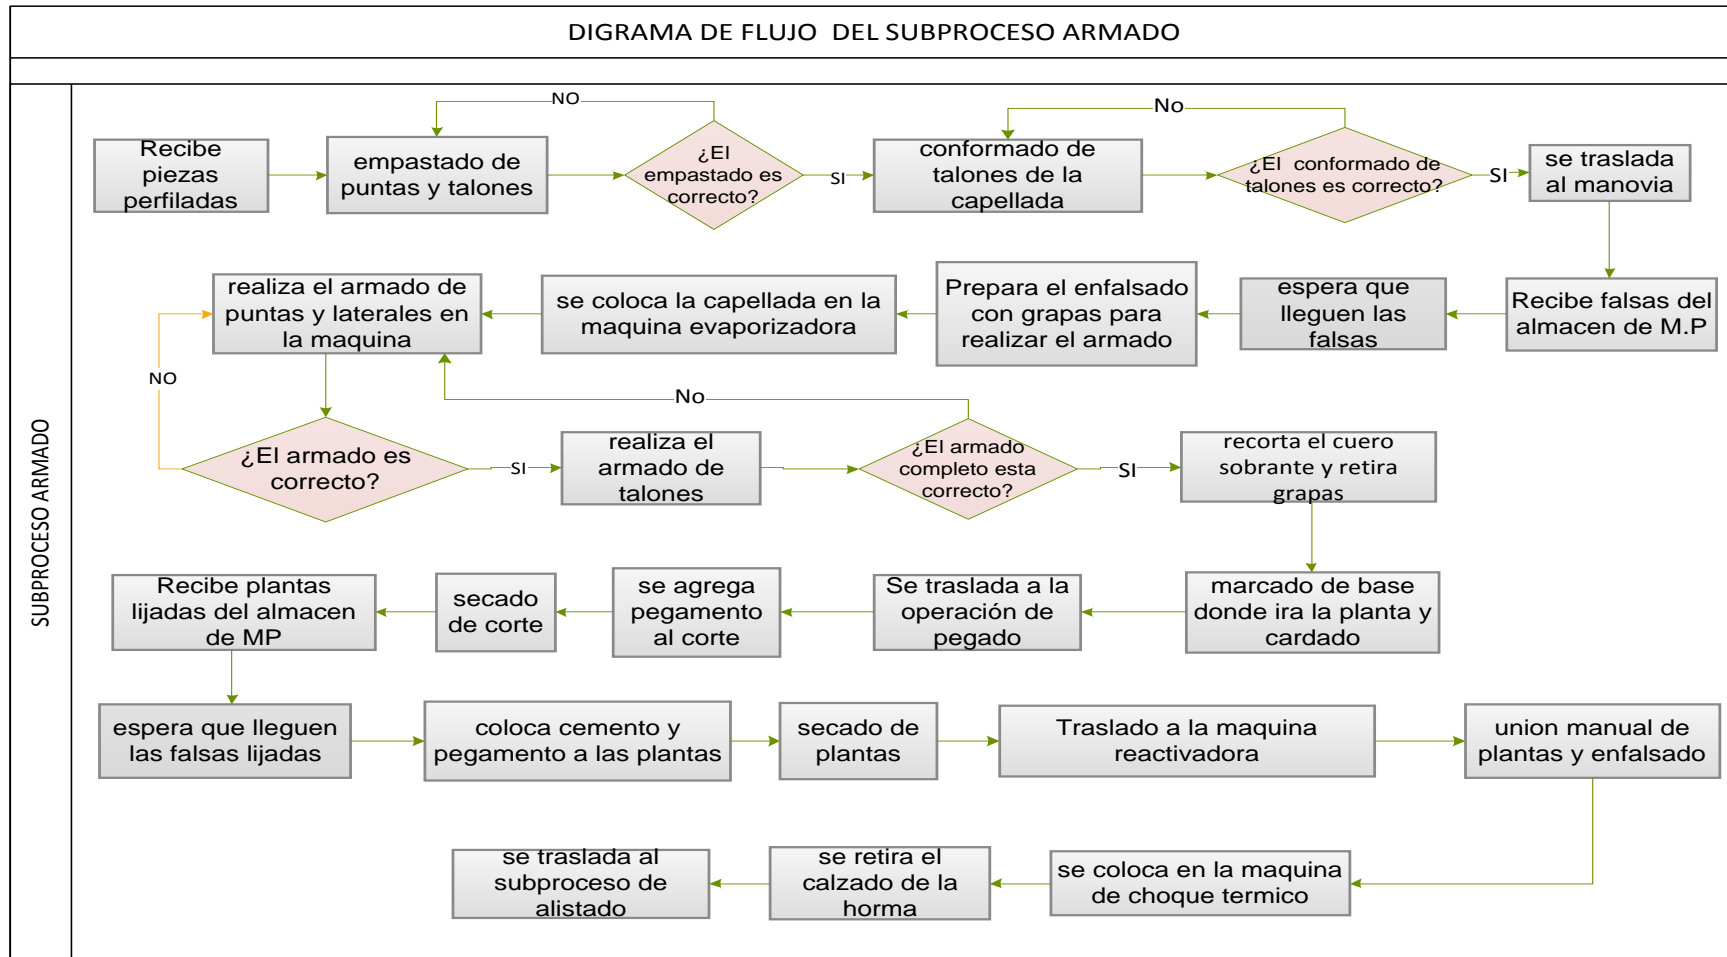 DIGRAMA DE FLUJO  DEL SUBPROCESO ARMADO
SUBPROCESO ARMADO
NO
No
Recibe
piezas
perfiladas
empastado de
puntas y talones
¿El
empastado es
correcto?
SI
conformado de
talones de la
capellada
¿El  conformado de
talones es correcto?
SI
se traslada
al manovia
realiza el armado de
puntas y laterales en
la maquina
se coloca la capellada en la
maquina evaporizadora
Prepara el enfalsado
con grapas para
realizar el armado
espera que
lleguen las
falsas
Recibe falsas del
almacen de M.P
NO
No
¿El armado es
correcto?
SI
realiza el
armado de
talones
¿El armado
completo esta
correcto?
SI
recorta el cuero
sobrante y retira
grapas
Recibe plantas
lijadas del almacen
de MP
secado
de corte
se agrega
pegamento
al corte
Se traslada a la
operación de
pegado
marcado de base
donde ira la planta y
cardado
espera que lleguen
las falsas lijadas
coloca cemento y
pegamento a las plantas
secado de
plantas
Traslado a la maquina
reactivadora
union manual de
plantas y enfalsado
se traslada al
subproceso de
alistado
se retira el
calzado de la
horma
se coloca en la maquina
de choque termico